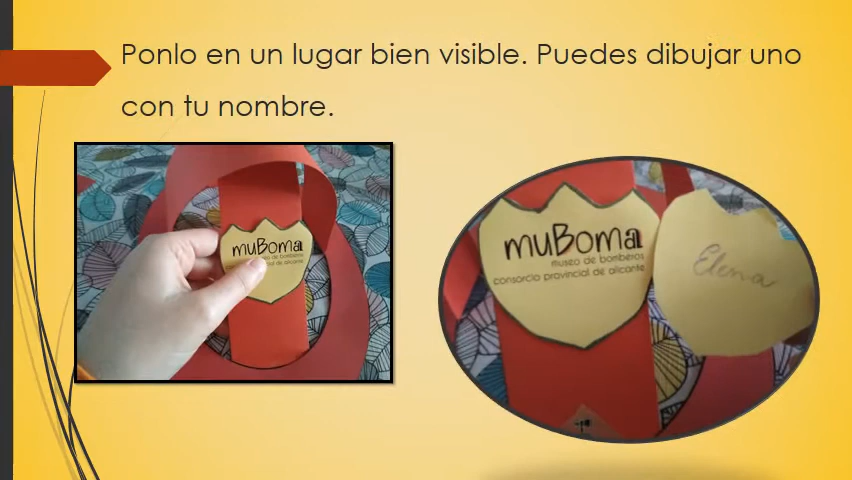 Ponlo en un lugar bien visible. Puedes dibujar uno
con tu nombre.
muBoma
museo de bomberos
consorcio provincial de alicante
muBoma
museo de bomberos
consorcio provincial de alicante
Elena